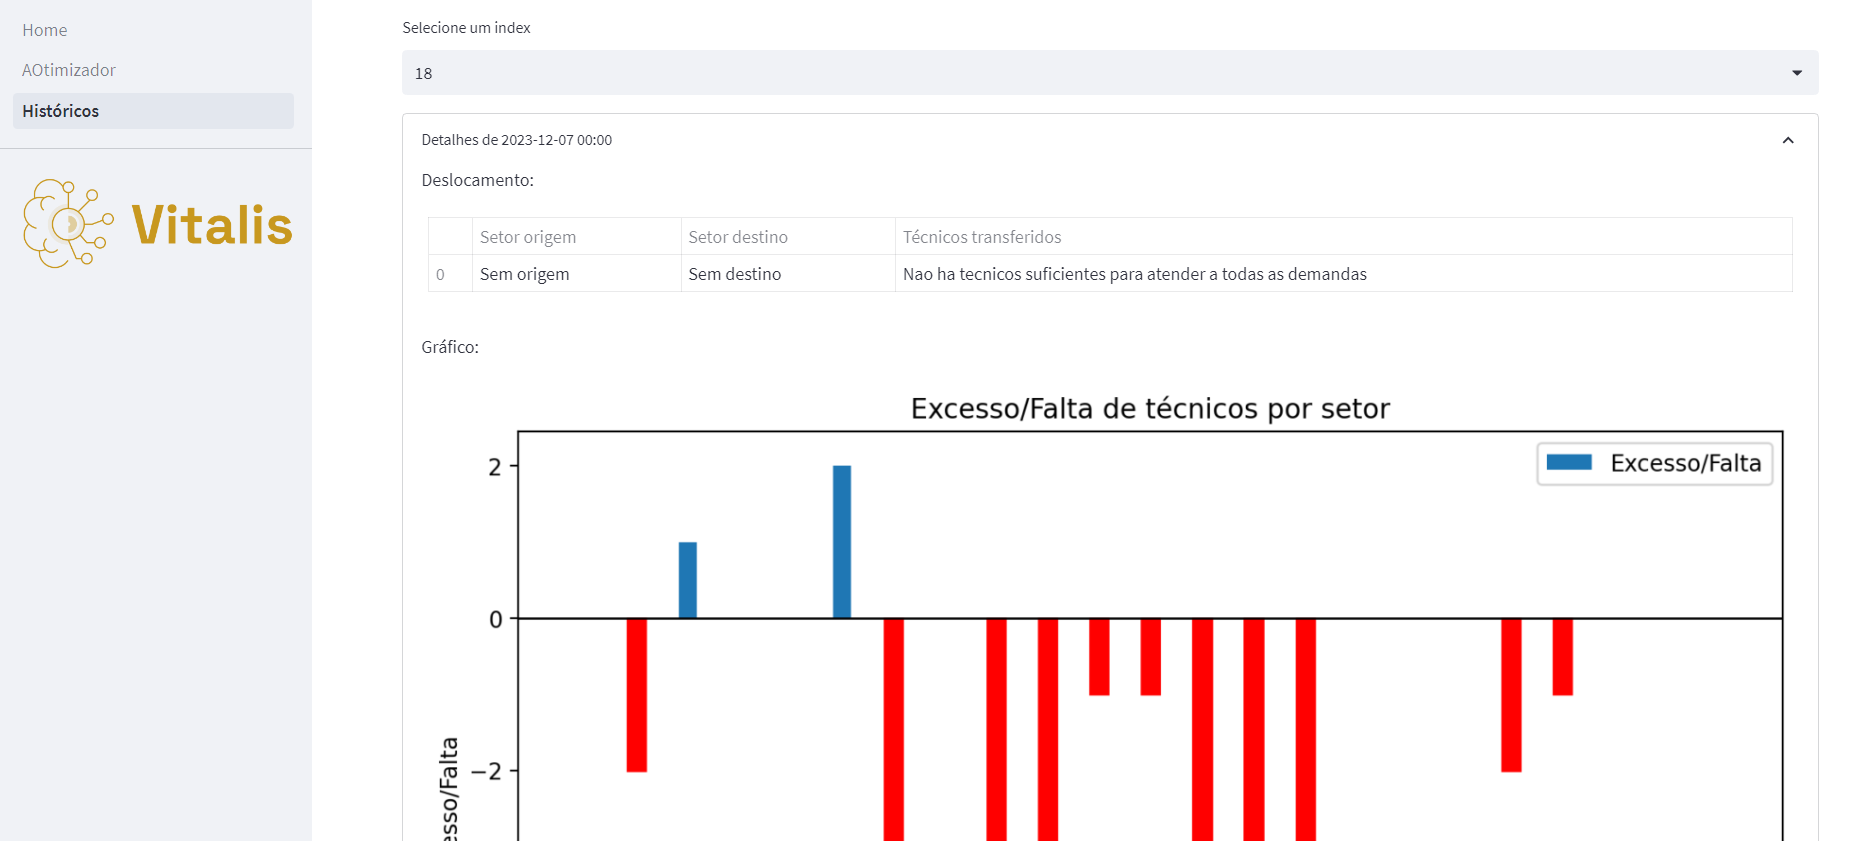 Home
AOtimizador
Históricos
Vitalis
Selecione um index
18
Detalhes de 2023-12-07 00:00
Deslocamento:
Setor origem Setor destino Técnicos transferidos
0 Sem origem Sem destino Nao ha tecnicos suficientes para atender a todas as demandas
Gráfico:
Excesso/Falta de técnicos por setor
Excesso/Falta
2
0
−2
esso/Falta